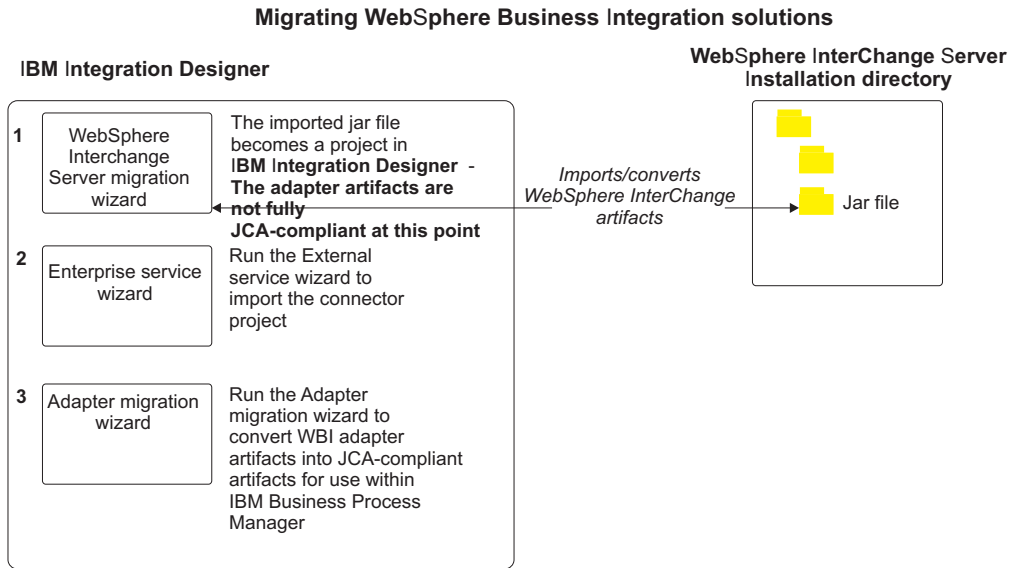 Migrating WebSphere Business Integration solutions
IBM Integration Designer
WebSphere InterChange Server
Installation directory
1
WebSphere
Interchange
Server migration
wizard
The imported jar file
becomes a project in
IBM Integration Designer -
The adapter artifacts are
not fully
JCA-compliant at this point
Imports/converts
WebSphere InterChange
artifacts
Jar file
2
Enterprise service
wizard
Run the External
service wizard to
import the connector
project
3
Adapter migration
wizard
Run the Adapter
migration wizard to
convert WBI adapter
artifacts into JCA-compliant
artifacts for use within
IBM Business Process
Manager